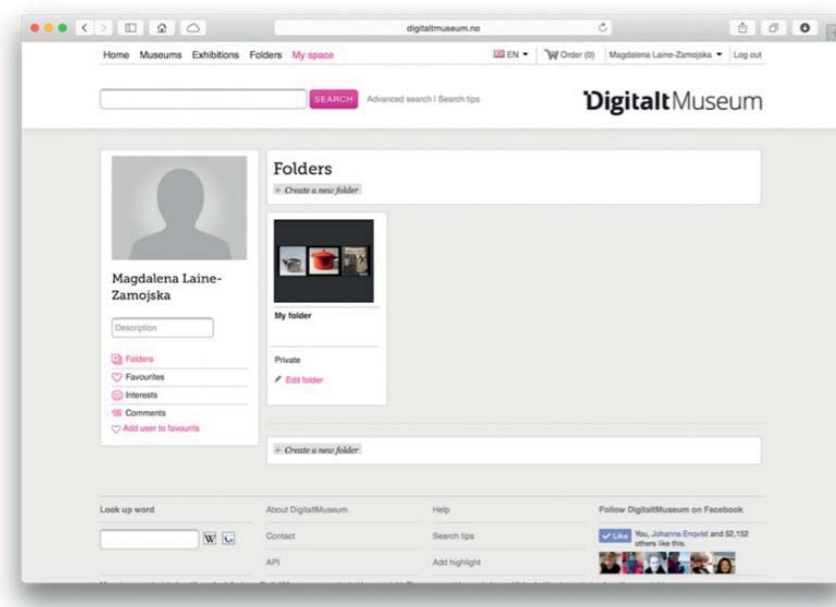 digitaltmuseum.no
Home Museums Exhibitions Folders My space
EN Order (0) Magdalena Laine-Zamojska Log out
SEARCH Advanced search | Search tips
DigitaltMuseum
Folders
+ Create a new folder
Magdalena Laine-
Zamojska
Description
Folders
Favourites
Interests
Comments
Add user to favourits
My folder
Private
Edit folder
+ Create a new folder
Look up word
W
About DigitaltMuseum
Contact
API
Help
Search tips
Add highlight
Follow DigitaltMuseum on Facebook
Like You, Johanna Enqvist and 52,152
others like this.